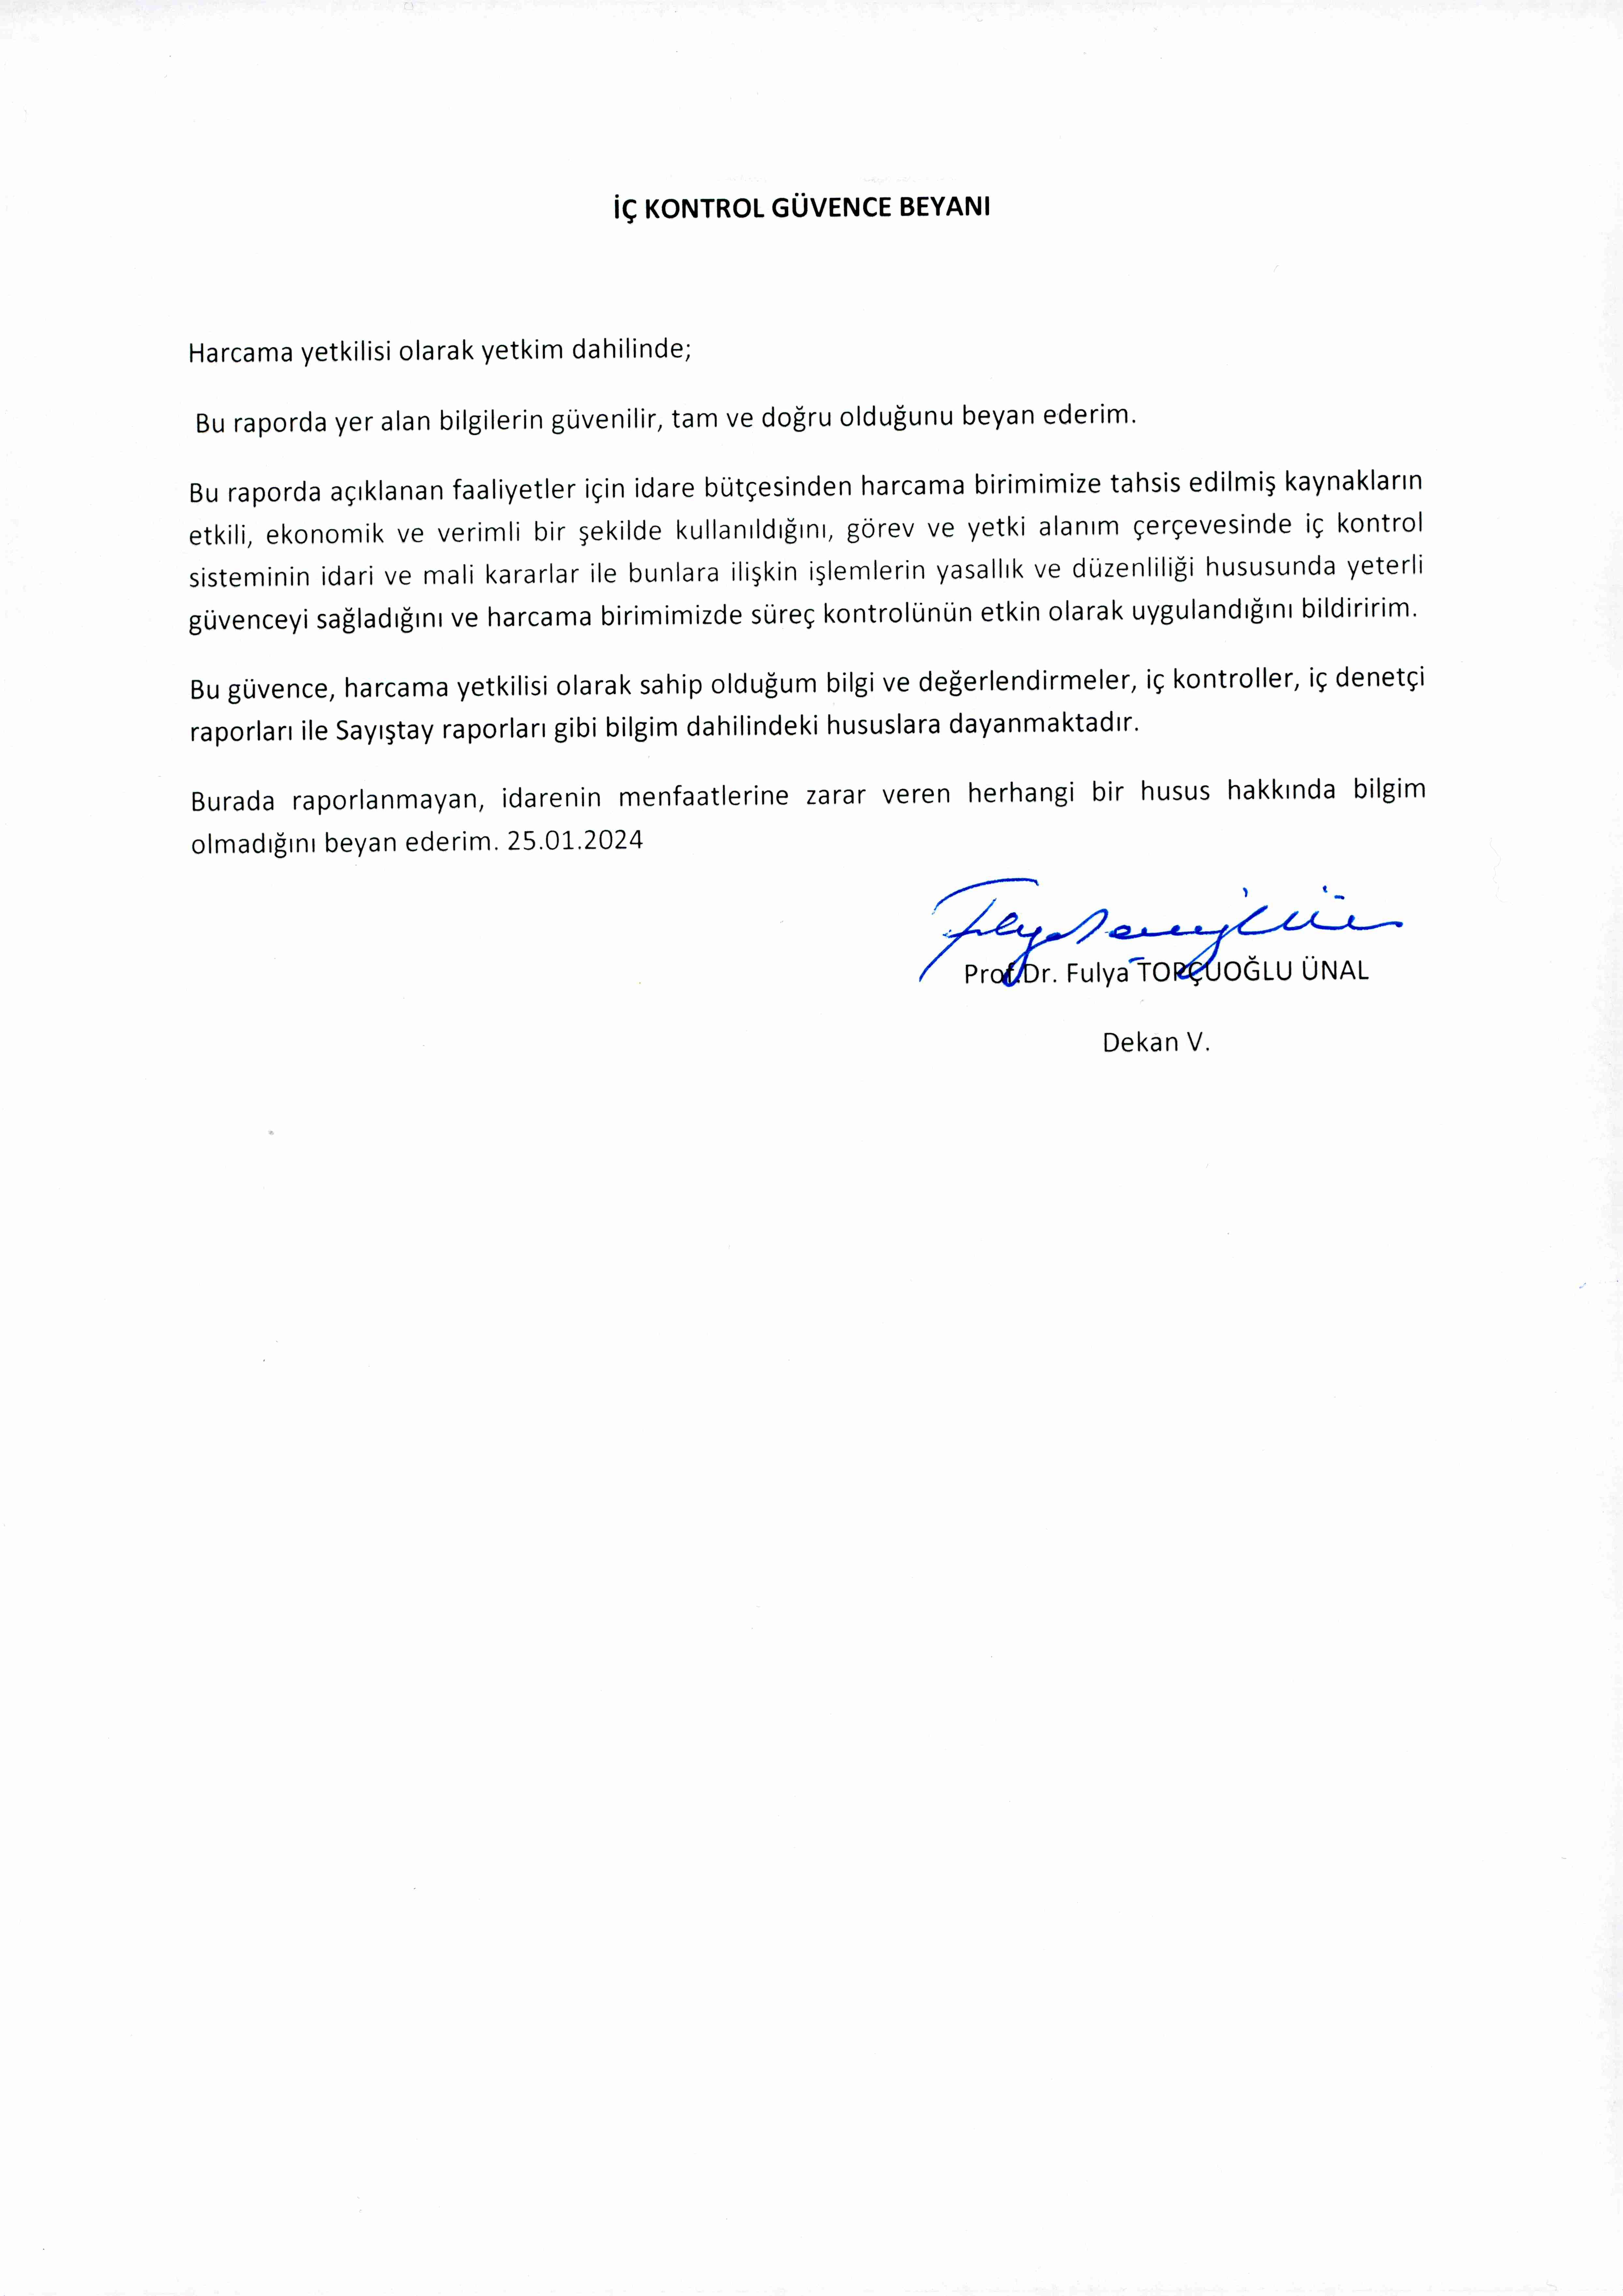 İÇ KONTROL GÜVENCE BEYANI
Harcama yetkilisi olarak yetkim dahilinde;
Bu raporda yer alan bilgilerin güvenilir, tam ve doğru olduğunu beyan ederim.
Bu raporda açıklanan faaliyetler için idare bütçesinden harcama birimimize tahsis edilmiş kaynakların
etkili, ekonomik ve verimli bir şekilde kullanıldığını, görev ve yetki alanım çerçevesinde iç kontrol
sisteminin idari ve mali kararlar ile bunlara ilişkin işlemlerin yasallık ve düzenliliği hususunda yeterli
güvenceyi sağladığını ve harcama birimimizde süreç kontrolünün etkin olarak uygulandığını bildiririm.
Bu güvence, harcama yetkilisi olarak sahip olduğum bilgi ve değerlendirmeler, iç kontroller, iç denetçi
raporları ile Sayıştay raporları gibi bilgim dahilindeki hususlara dayanmaktadır.
Burada raporlanmayan, idarenin menfaatlerine zarar veren herhangi bir husus hakkında bilgim
olmadığını beyan ederim. 25.01.2024
Prof.Dr. Fulya TORÇUOĞLU ÜNAL
Dekan V.